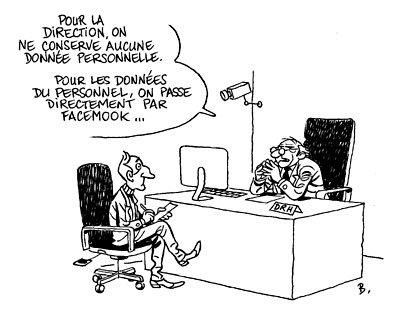 POUR LA
DIRECTION, ON
NE CONSERVE AUCUNE
DONNÉE PERSONNELLE.
POUR LES DONNÉES
DU PERSONNEL, ON PASSE
DIRECTEMENT PAR
FACEMOOK...
DRH
B.